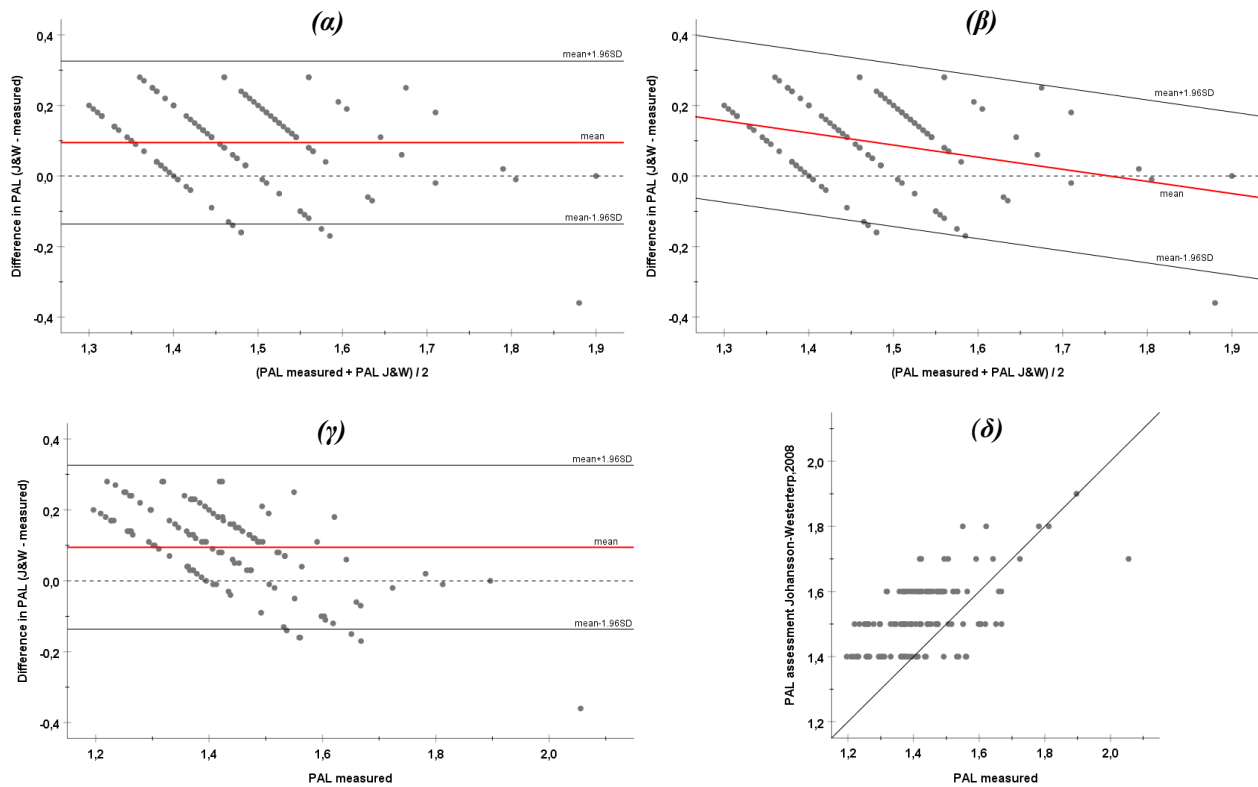 (α)
0,4
0,2
0,0
-0,2
-0,4
Difference in PAL (J&W - measured)
mean+1.96SD
mean
mean-1.96SD
1,3 1,4 1,5 1,6 1,7 1,8 1,9
(PAL measured + PAL J&W) / 2
(β)
0,4
0,2
0,0
-0,2
-0,4
Difference in PAL (J&W - measured)
mean+1.96SD
mean
mean-1.96SD
1,3 1,4 1,5 1,6 1,7 1,8 1,9
(PAL measured + PAL J&W) / 2
(γ)
0,4
0,2
0,0
-0,2
-0,4
Difference in PAL (J&W - measured)
mean+1.96SD
mean
mean-1.96SD
1,2 1,4 1,6 1,8 2,0
PAL measured
(δ)
2,0
1,8
1,6
1,4
1,2
PAL assessment Johansson-Westerterp,2008
1,2 1,4 1,6 1,8 2,0
PAL measured